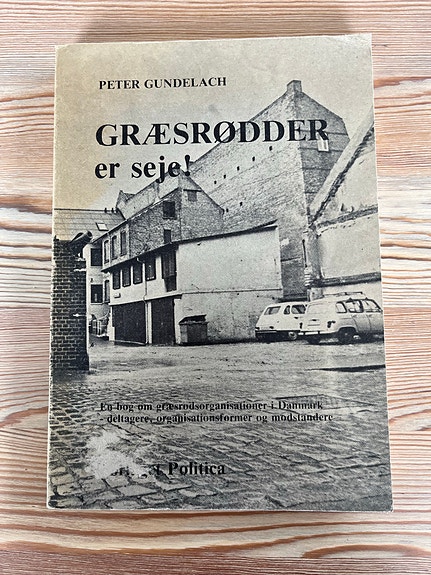 PETER GUNDELACH
GRÆSRØDDER
er seje!
En bog om græsrodsorganisationer i Danmark
- deltagere, organisationsformer og modstandere
Politica